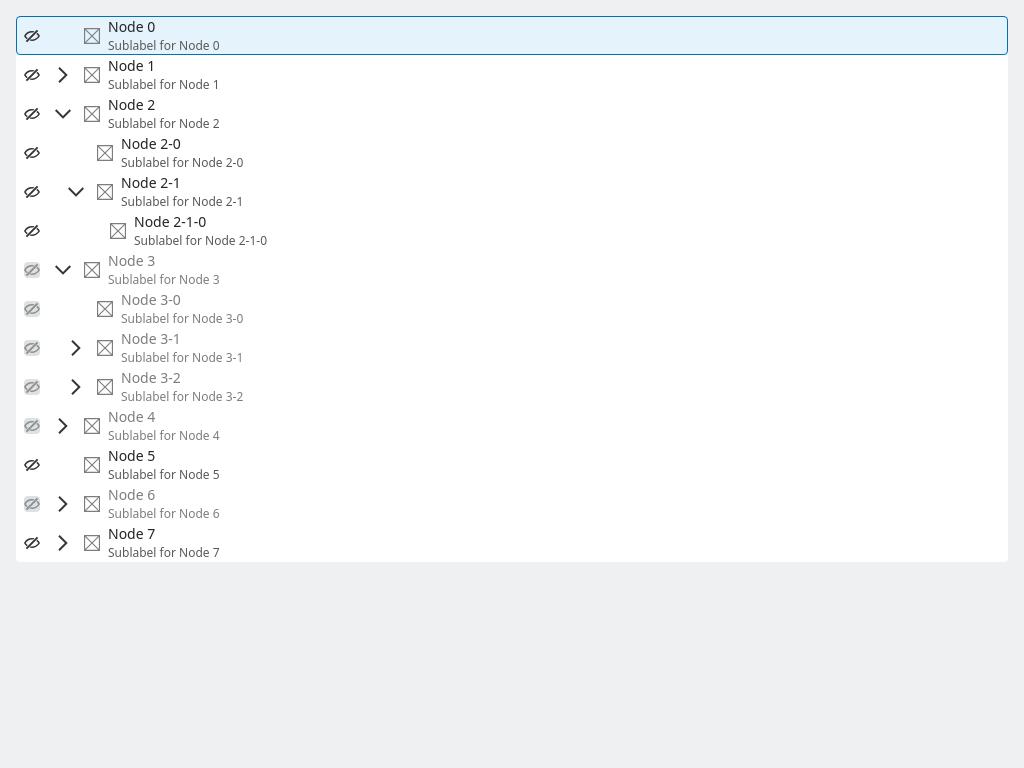 Node 0
Sublabel for Node 0
Node 1
Sublabel for Node 1
Node 2
Sublabel for Node 2
Node 2-0
Sublabel for Node 2-0
Node 2-1
Sublabel for Node 2-1
Node 2-1-0
Sublabel for Node 2-1-0
Node 3
Sublabel for Node 3
Node 3-0
Sublabel for Node 3-0
Node 3-1
Sublabel for Node 3-1
Node 3-2
Sublabel for Node 3-2
Node 4
Sublabel for Node 4
Node 5
Sublabel for Node 5
Node 6
Sublabel for Node 6
Node 7
Sublabel for Node 7